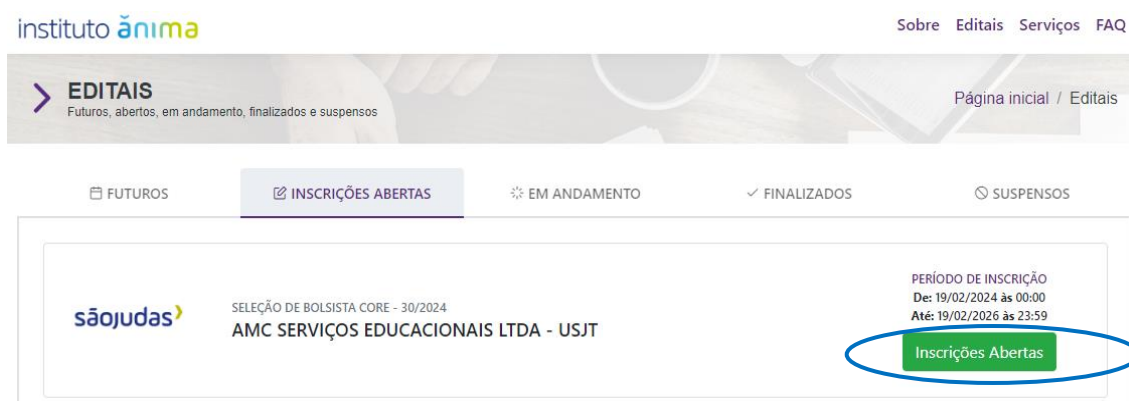 instituto ănıma
Sobre Editais Serviços FAQ
EDITAIS
Futuros, abertos, em andamento, finalizados e suspensos
Página inicial / Editais
FUTUROS
INSCRIÇÕES ABERTAS
EM ANDAMENTO
FINALIZADOS
SUSPENSOS
sãojudas
SELEÇÃO DE BOLSISTA CORE - 30/2024
AMC SERVIÇOS EDUCACIONAIS LTDA - USJT
PERÍODO DE INSCRIÇÃO
De: 19/02/2024 às 00:00
Até: 19/02/2026 às 23:59
Inscrições Abertas